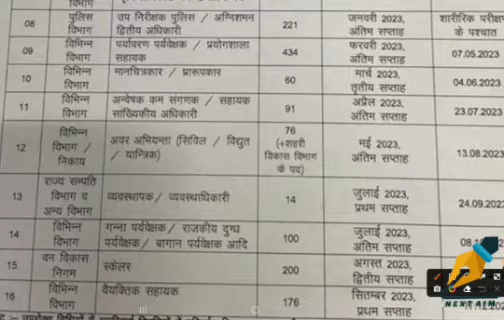 विभाग
08 पुलिस विभाग उप निरीक्षक पुलिस / अग्निशमन द्वितीय अधिकारी 221 जनवरी 2023, अंतिम सप्ताह शारीरिक के पश्चात
09 विभिन्न विभाग पर्यावरण पर्यवेक्षक / प्रयोगशाला सहायक 434 फरवरी 2023, अंतिम सप्ताह 07.05.2023
10 विभिन्न विभाग मानचित्रकार / प्रारूपकार 60 मार्च 2023, तृतीय सप्ताह 04.06.2023
11 विभिन्न विभाग अन्वेषक कम संगणक / सहायक सांख्यिकीय अधिकारी 91 अप्रैल 2023, अंतिम सप्ताह 23.07.2023
12 विभिन्न विभाग / निकाय अवर अभियन्ता (सिविल / विद्युत / यान्त्रिक) 76 (+शहरी विकास विभाग के पद) मई 2023, अंतिम सप्ताह 13.08.2023
13 राज्य सम्पति विभाग व अन्य विभाग व्यवस्थापक / व्यवस्थाधिकारी 14 जुलाई 2023, प्रथम सप्ताह 24.09.2023
14 विभिन्न विभाग गन्ना पर्यवेक्षक / राजकीय दुग्ध पर्यवेक्षक / बागान पर्यवेक्षक आदि 100 जुलाई 2023, अंतिम सप्ताह
15 वन विकास निगम स्केलर 200 अगस्त 2023, द्वितीय सप्ताह
16 विभिन्न विभाग वैयक्तिक सहायक 176 सितम्बर 2023, प्रथम सप्ताह
NEXT AIM